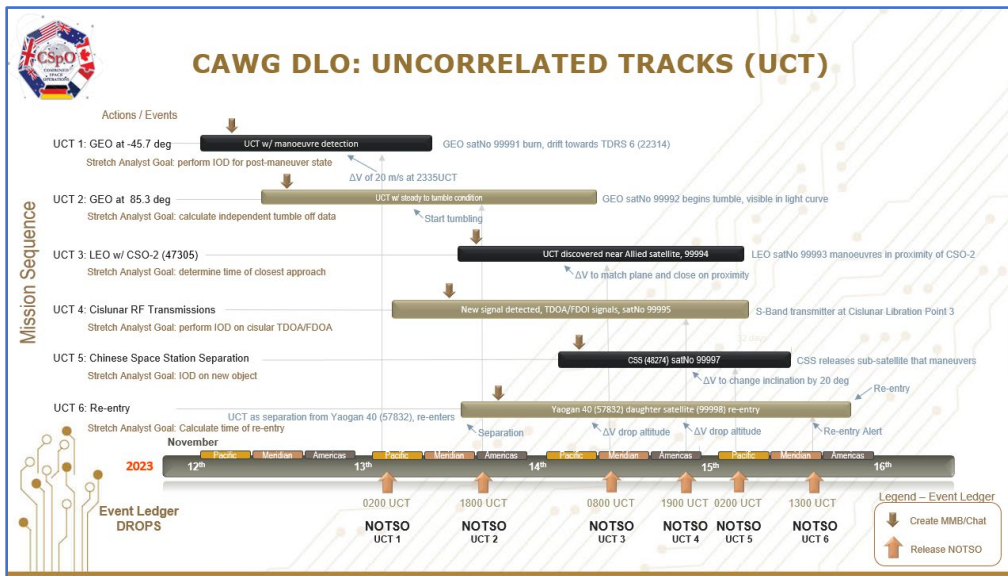 CSpO
COMBINED SPACE OPERATIONS
CAWG DLO: UNCORRELATED TRACKS (UCT)
Mission Sequence
Actions / Events
UCT 1: GEO at -45.7 deg
UCT w/ manoeuvre detection
GEO satNo 99991 burn, drift towards TDRS 6 (22314)
Stretch Analyst Goal: perform IOD for post-maneuver state
ΔV of 20 m/s at 2335UCT
UCT 2: GEO at 85.3 deg
UCT w/ steady to tumble condition
GEO satNo 99992 begins tumble, visible in light curve
Stretch Analyst Goal: calculate independent tumble off data
Start tumbling
UCT 3: LEO w/ CSO-2 (47305)
UCT discovered near Allied satellite, 99994
LEO satNo 99993 manoeuvres in proximity of CSO-2
Stretch Analyst Goal: determine time of closest approach
ΔV to match plane and close on proximity
UCT 4: Cislunar RF Transmissions
New signal detected, TDOA/FDOI signals, satNo 99995
S-Band transmitter at Cislunar Libration Point 3
Stretch Analyst Goal: perform IOD on cisular TDOA/FDOA
12 days
UCT 5: Chinese Space Station Separation
CSS (48274) satNo 99997
CSS releases sub-satellite that maneuvers
Stretch Analyst Goal: IOD on new object
ΔV to change inclination by 20 deg
Re-entry
UCT 6: Re-entry
Yaogan 40 (57832) daughter satellite (99998) re-entry
UCT as separation from Yaogan 40 (57832), re-enters
Stretch Analyst Goal: Calculate time of re-entry
Separation
ΔV drop altitude
ΔV drop altitude
Re-entry Alert
November
Pacific Meridian Americas Pacific Meridian Americas Pacific Meridian Americas Pacific Meridian Americas
2023
12th 13th 14th 15th 16th
Event Ledger
DROPS
0200 UCT 1800 UCT 0800 UCT 1900 UCT 0200 UCT 1300 UCT
NOTSO NOTSO NOTSO NOTSO NOTSO NOTSO
UCT 1 UCT 2 UCT 3 UCT 4 UCT 5 UCT 6
Legend – Event Ledger
Create MMB/Chat
Release NOTSO